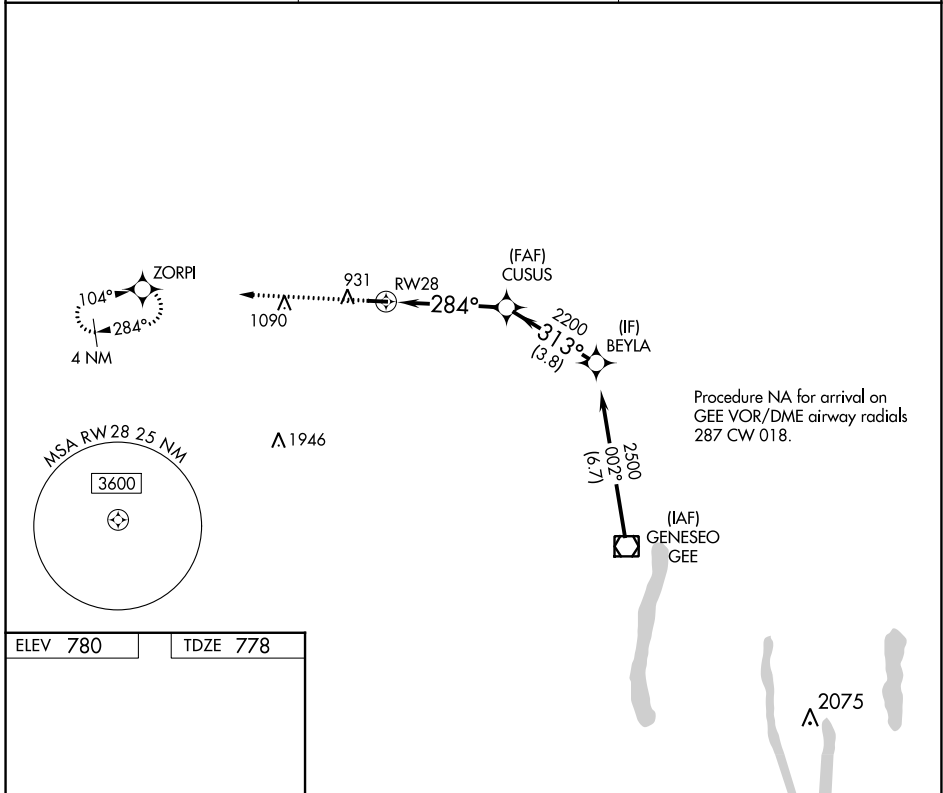 (FAF)
CUSUS
ZORPI
931
RW28
104°
284°
1090
284°
4 NM
2200
313°
(3.8)
(IF)
BEYLA
Procedure NA for arrival on
GEE VOR/DME airway radials
287 CW 018.
MSA RW 28 25 NM
3600
1946
2500
002°
(6.7)
(IAF)
GENESEO
GEE
ELEV 780
TDZE 778
2075